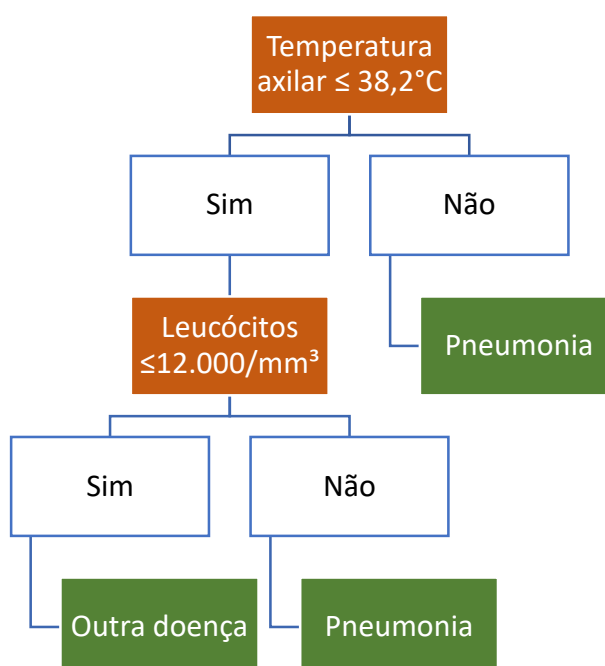 Temperatura
axilar ≤ 38,2°C
Sim
Não
Leucócitos
≤12.000/mm³
Pneumonia
Sim
Não
Outra doença
Pneumonia